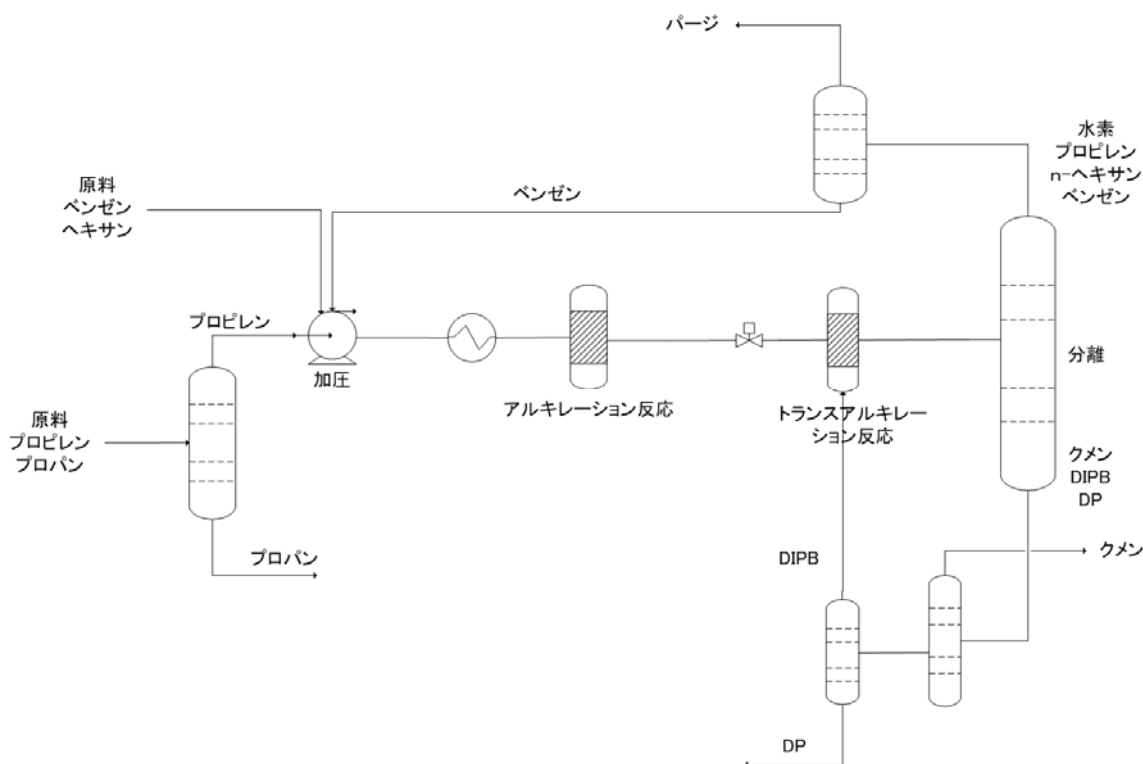 パージ
水素
プロピレン
n-ヘキサン
ベンゼン
原料
ベンゼン
ヘキサン
ベンゼン
プロピレン
加圧
アルキレーション反応
トランスアルキレー
ション反応
分離
原料
プロピレン
プロパン
プロパン
クメン
DIPB
DP
DIPB
クメン
DP